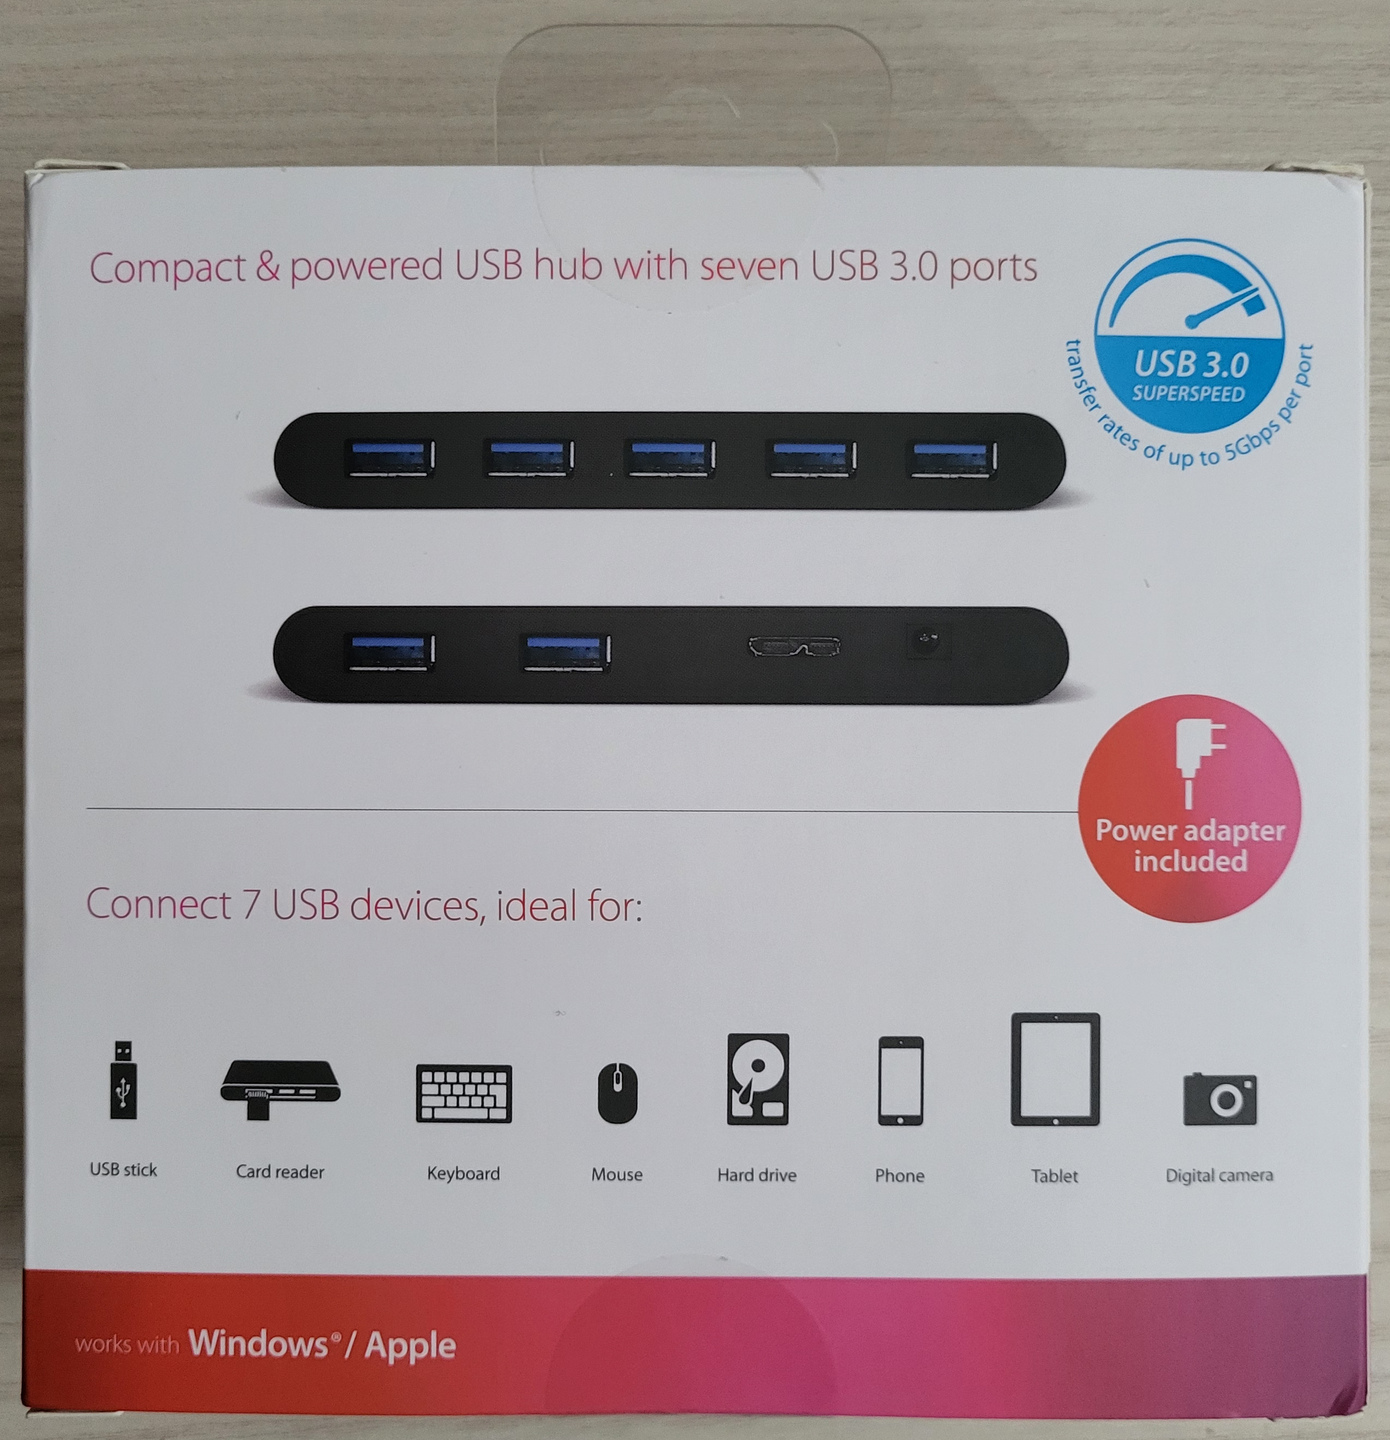 Compact & powered USB hub with seven USB 3.0 ports
USB 3.0
SUPERSPEED
transfer rates of up to 5Gbps per port
Power adapter
included
Connect 7 USB devices, ideal for:
USB stick
Card reader
Keyboard
Mouse
Hard drive
Phone
Tablet
Digital camera
works with Windows®/ Apple